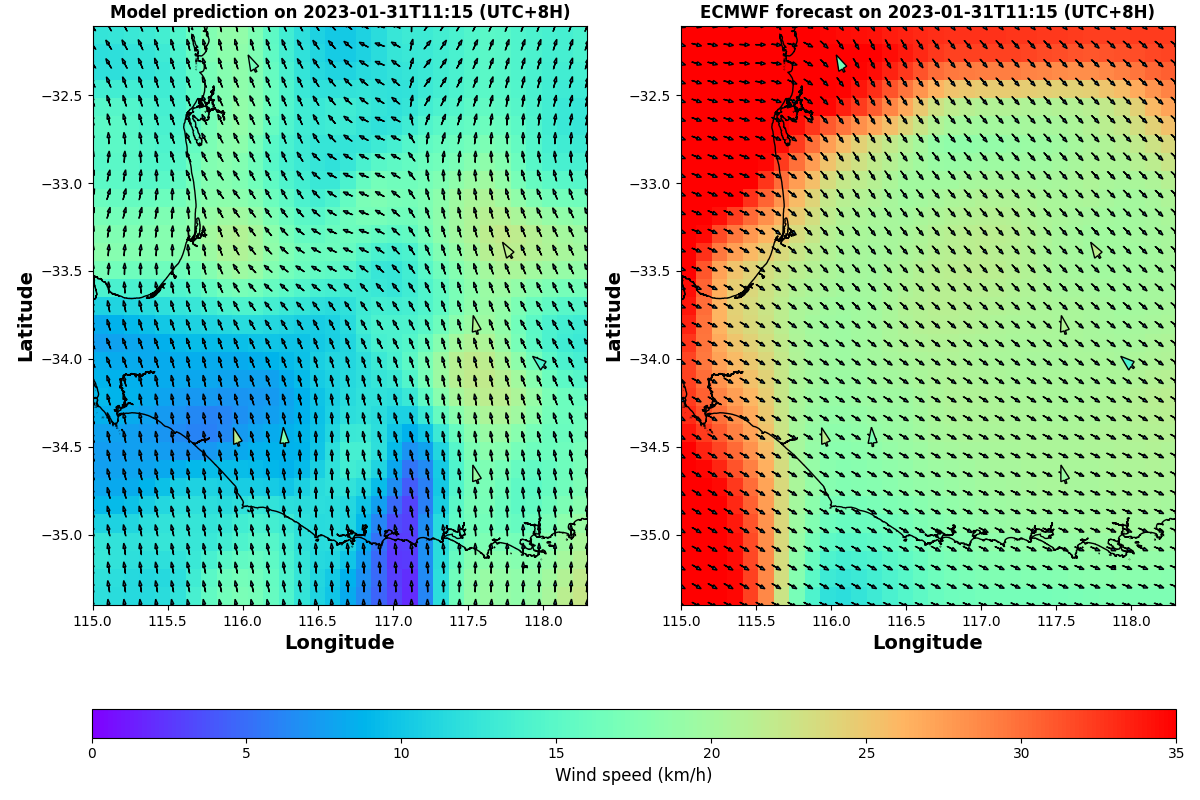 Model prediction on 2023-01-31T11:15 (UTC+8H)
ECMWF forecast on 2023-01-31T11:15 (UTC+8H)
Latitude
−32.5
−33.0
−33.5
−34.0
−34.5
−35.0
115.0 115.5 116.0 116.5 117.0 117.5 118.0
Longitude
Latitude
−32.5
−33.0
−33.5
−34.0
−34.5
−35.0
115.0 115.5 116.0 116.5 117.0 117.5 118.0
Longitude
0 5 10 15 20 25 30 35
Wind speed (km/h)